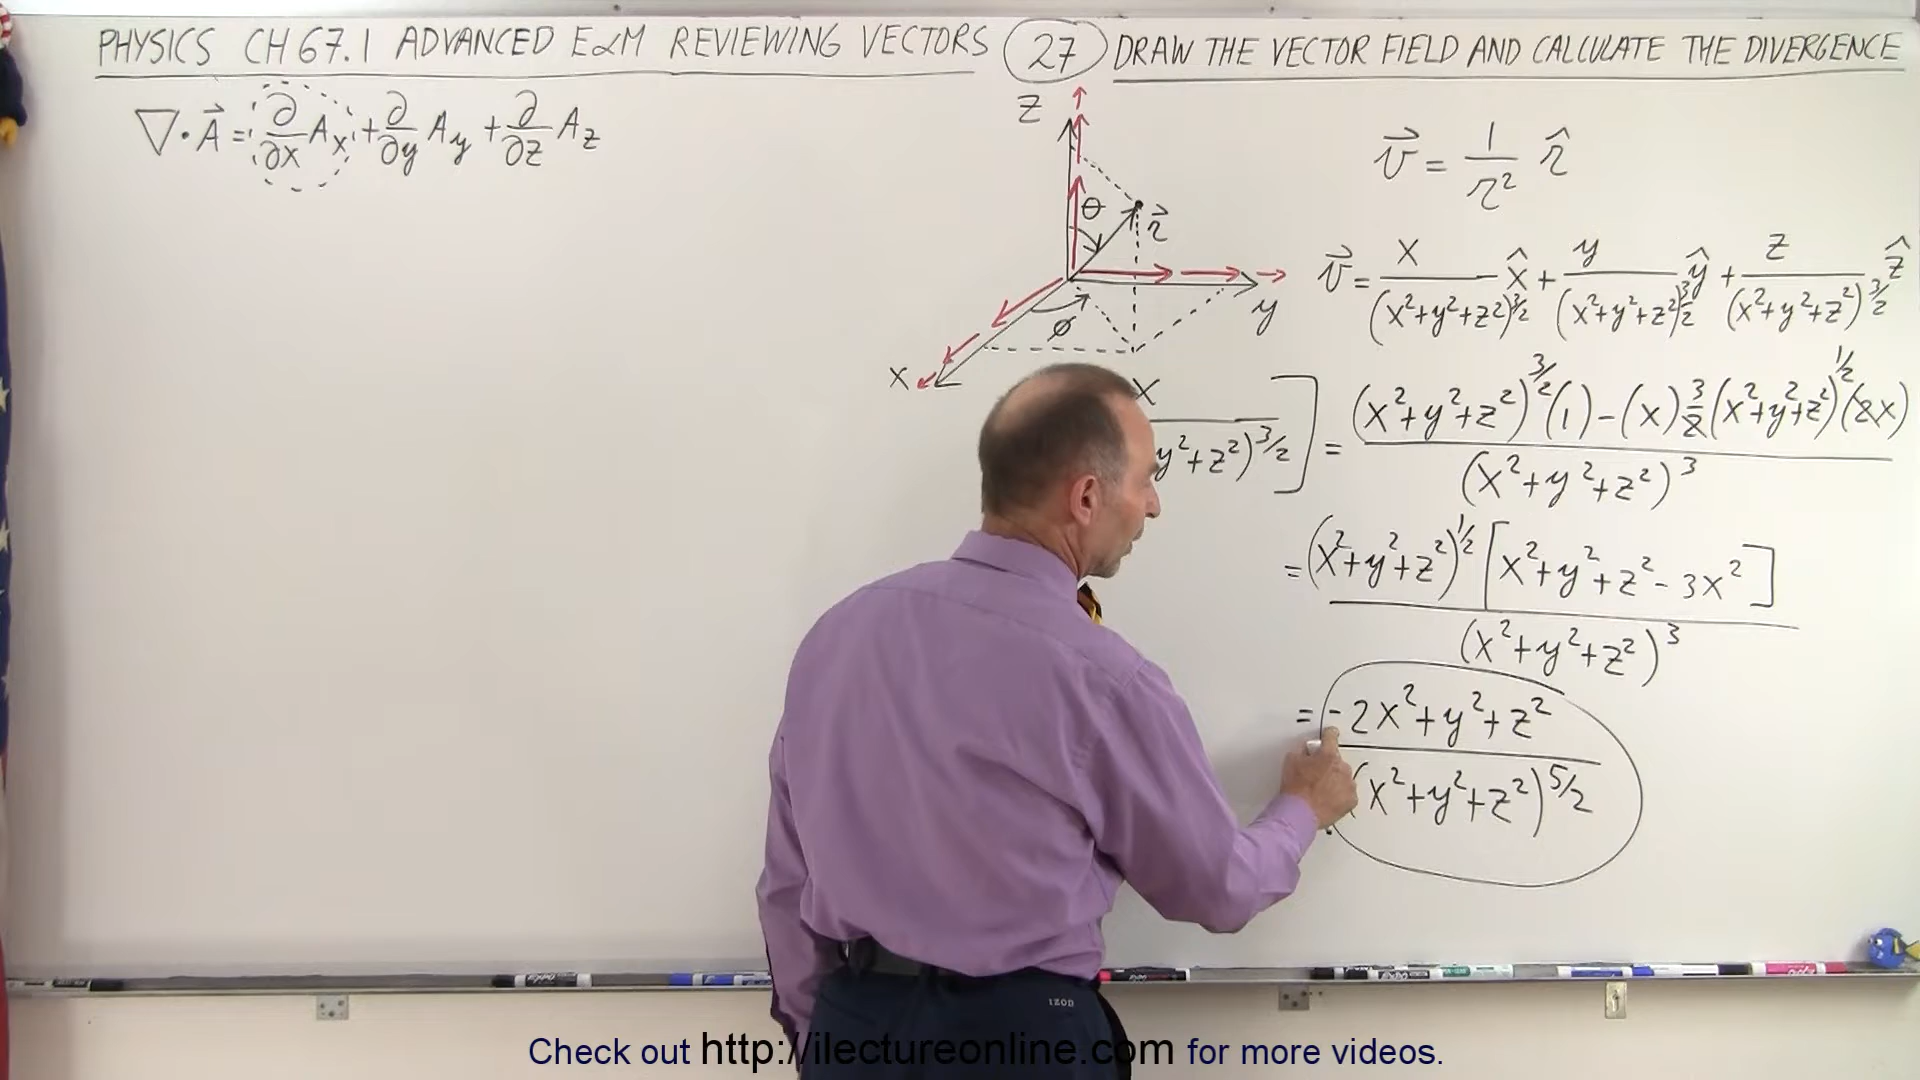 PHYSICS CH 67.1 ADVANCED E&M REVIEWING VECTORS 27 DRAW THE VECTOR FIELD AND CALCULATE THE DIVERGENCE
∇·A⃗ = ∂/∂x Aₓ + ∂/∂y A_y + ∂/∂z A_z
z
θ
r⃗
y
φ
x
v⃗ = 1/r² r̂
v⃗ = x/(x²+y²+z²)^3/2 x̂ + y/(x²+y²+z²)^3/2 ŷ + z/(x²+y²+z²)^3/2 ẑ
x/y²+z²)^3/2] = (x²+y²+z²)^3/2 (1) - (x) 3/2 (x²+y²+z²)^1/2 (2x)/(x²+y²+z²)³
= (x²+y²+z²)^1/2 [x²+y²+z² - 3x²]/(x²+y²+z²)³
= -2x²+y²+z²/(x²+y²+z²)^5/2
IZOD
Check out http://ilectureonline.com for more videos.